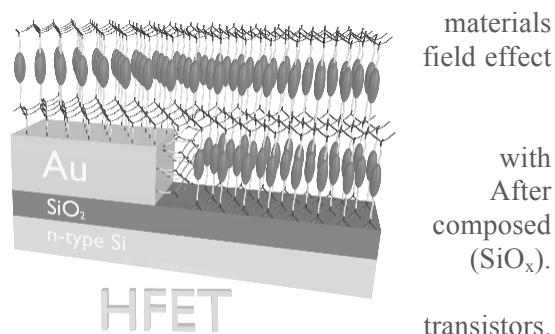 materials
field effect
with
After
composed
Au
(SiOₓ).
SiO₂
n-type Si
HFET
transistors.